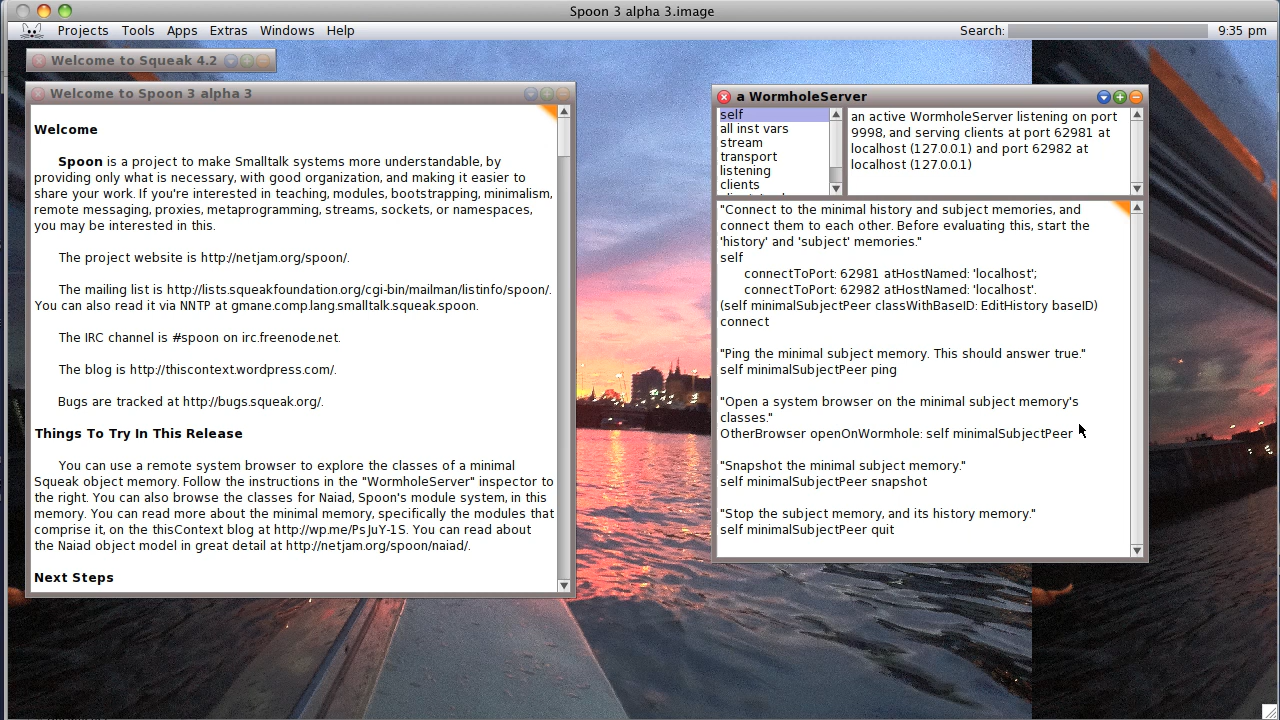 Spoon 3 alpha 3.image
Projects Tools Apps Extras Windows Help Search: 9:35 pm
Welcome to Squeak 4.2
Welcome to Spoon 3 alpha 3
Welcome
Spoon is a project to make Smalltalk systems more understandable, by
providing only what is necessary, with good organization, and making it easier to
share your work. If you're interested in teaching, modules, bootstrapping, minimalism,
remote messaging, proxies, metaprogramming, streams, sockets, or namespaces,
you may be interested in this.
The project website is http://netjam.org/spoon/.
The mailing list is http://lists.squeakfoundation.org/cgi-bin/mailman/listinfo/spoon/.
You can also read it via NNTP at gmane.comp.lang.smalltalk.squeak.spoon.
The IRC channel is #spoon on irc.freenode.net.
The blog is http://thiscontext.wordpress.com/.
Bugs are tracked at http://bugs.squeak.org/.
Things To Try In This Release
You can use a remote system browser to explore the classes of a minimal
Squeak object memory. Follow the instructions in the "WormholeServer" inspector to
the right. You can also browse the classes for Naiad, Spoon's module system, in this
memory. You can read more about the minimal memory, specifically the modules that
comprise it, on the thisContext blog at http://wp.me/PsJuY-1S. You can read about
the Naiad object model in great detail at http://netjam.org/spoon/naiad/.
Next Steps
a WormholeServer
self
all inst vars
stream
transport
listening
clients
an active WormholeServer listening on port
9998, and serving clients at port 62981 at
localhost (127.0.0.1) and port 62982 at
localhost (127.0.0.1)
"Connect to the minimal history and subject memories, and
connect them to each other. Before evaluating this, start the
'history' and 'subject' memories."
self
connectToPort: 62981 atHostNamed: 'localhost';
connectToPort: 62982 atHostNamed: 'localhost'.
(self minimalSubjectPeer classWithBaseID: EditHistory baseID)
connect
"Ping the minimal subject memory. This should answer true."
self minimalSubjectPeer ping
"Open a system browser on the minimal subject memory's
classes."
OtherBrowser openOnWormhole: self minimalSubjectPeer
"Snapshot the minimal subject memory."
self minimalSubjectPeer snapshot
"Stop the subject memory, and its history memory."
self minimalSubjectPeer quit